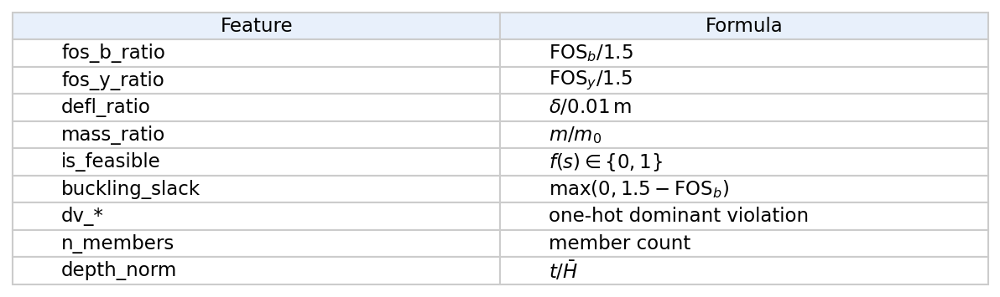 Feature Formula
fos_b_ratio FOS_b/1.5
fos_y_ratio FOS_y/1.5
defl_ratio δ/0.01 m
mass_ratio m/m_0
is_feasible f(s) ∈ {0, 1}
buckling_slack max(0, 1.5 − FOS_b)
dv_* one-hot dominant violation
n_members member count
depth_norm t/H̄